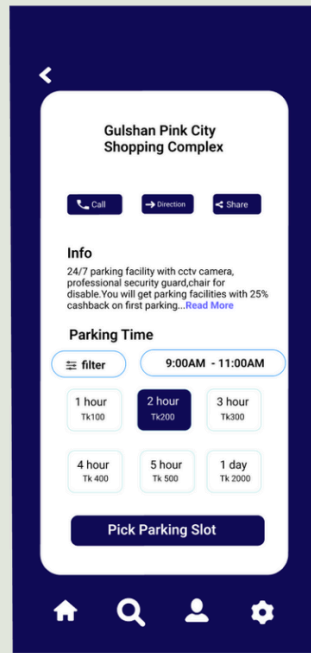 Gulshan Pink City
Shopping Complex
Call
Direction
Share
Info
24/7 parking facility with cctv camera,
professional security guard,chair for
disable.You will get parking facilities with 25%
cashback on first parking...Read More
Parking Time
filter
9:00AM - 11:00AM
1 hour
Tk100
2 hour
Tk200
3 hour
Tk300
4 hour
Tk 400
5 hour
Tk 500
1 day
Tk 2000
Pick Parking Slot